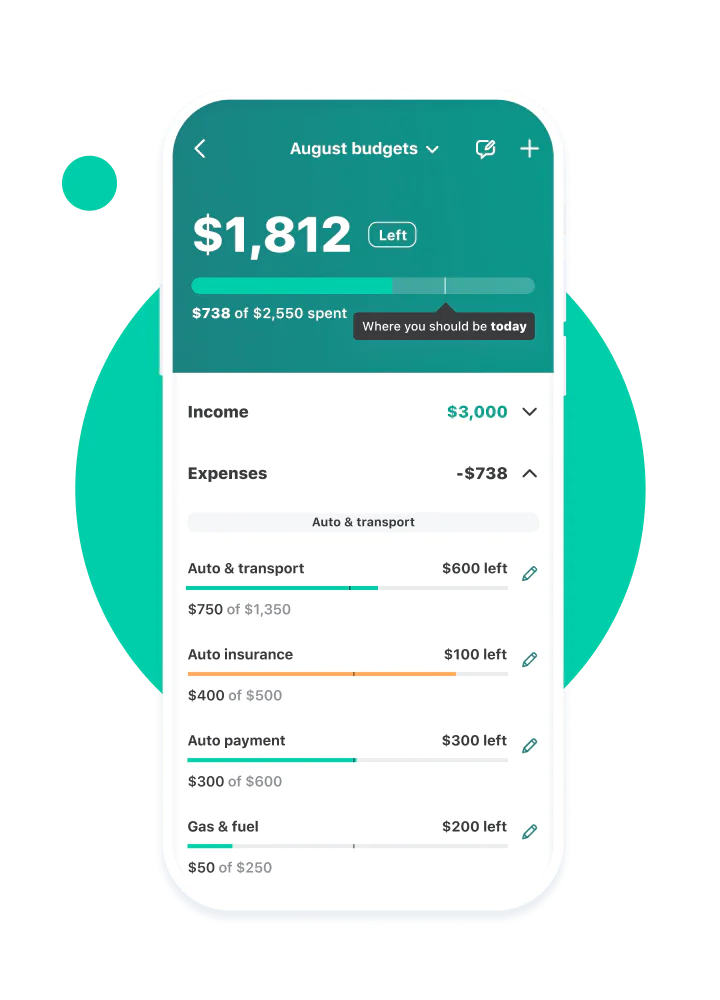 August budgets
$1,812 Left
$738 of $2,550 spent
Where you should be today
Income $3,000
Expenses -$738
Auto & transport
Auto & transport $600 left
$750 of $1,350
Auto insurance $100 left
$400 of $500
Auto payment $300 left
$300 of $600
Gas & fuel $200 left
$50 of $250